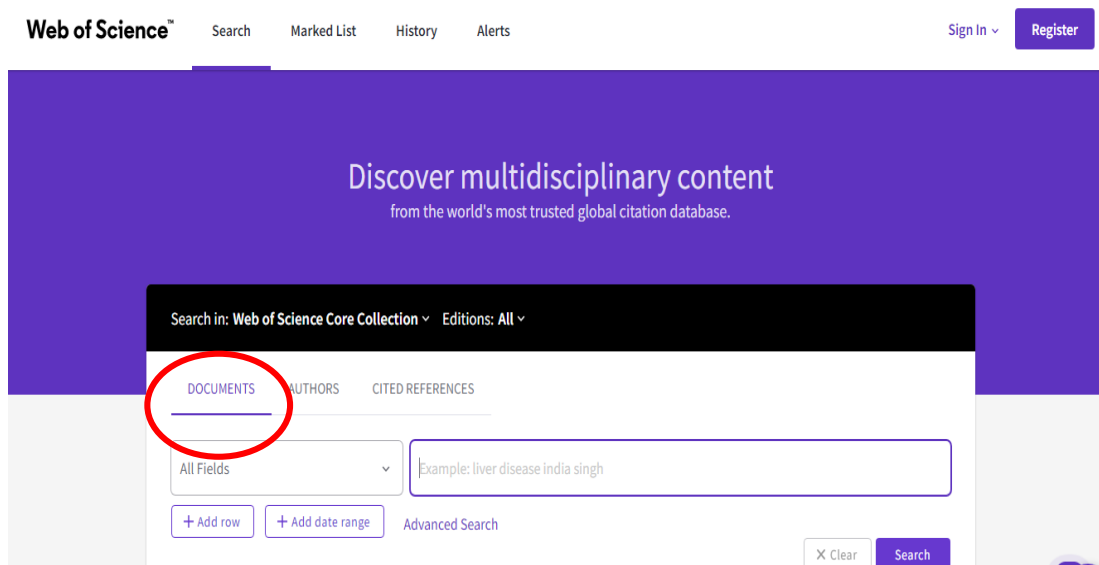 Web of Science™ Search Marked List History Alerts Sign In Register
Discover multidisciplinary content
from the world's most trusted global citation database.
Search in: Web of Science Core Collection Editions: All
DOCUMENTS AUTHORS CITED REFERENCES
All Fields Example: liver disease india singh
+ Add row + Add date range Advanced Search
X Clear Search